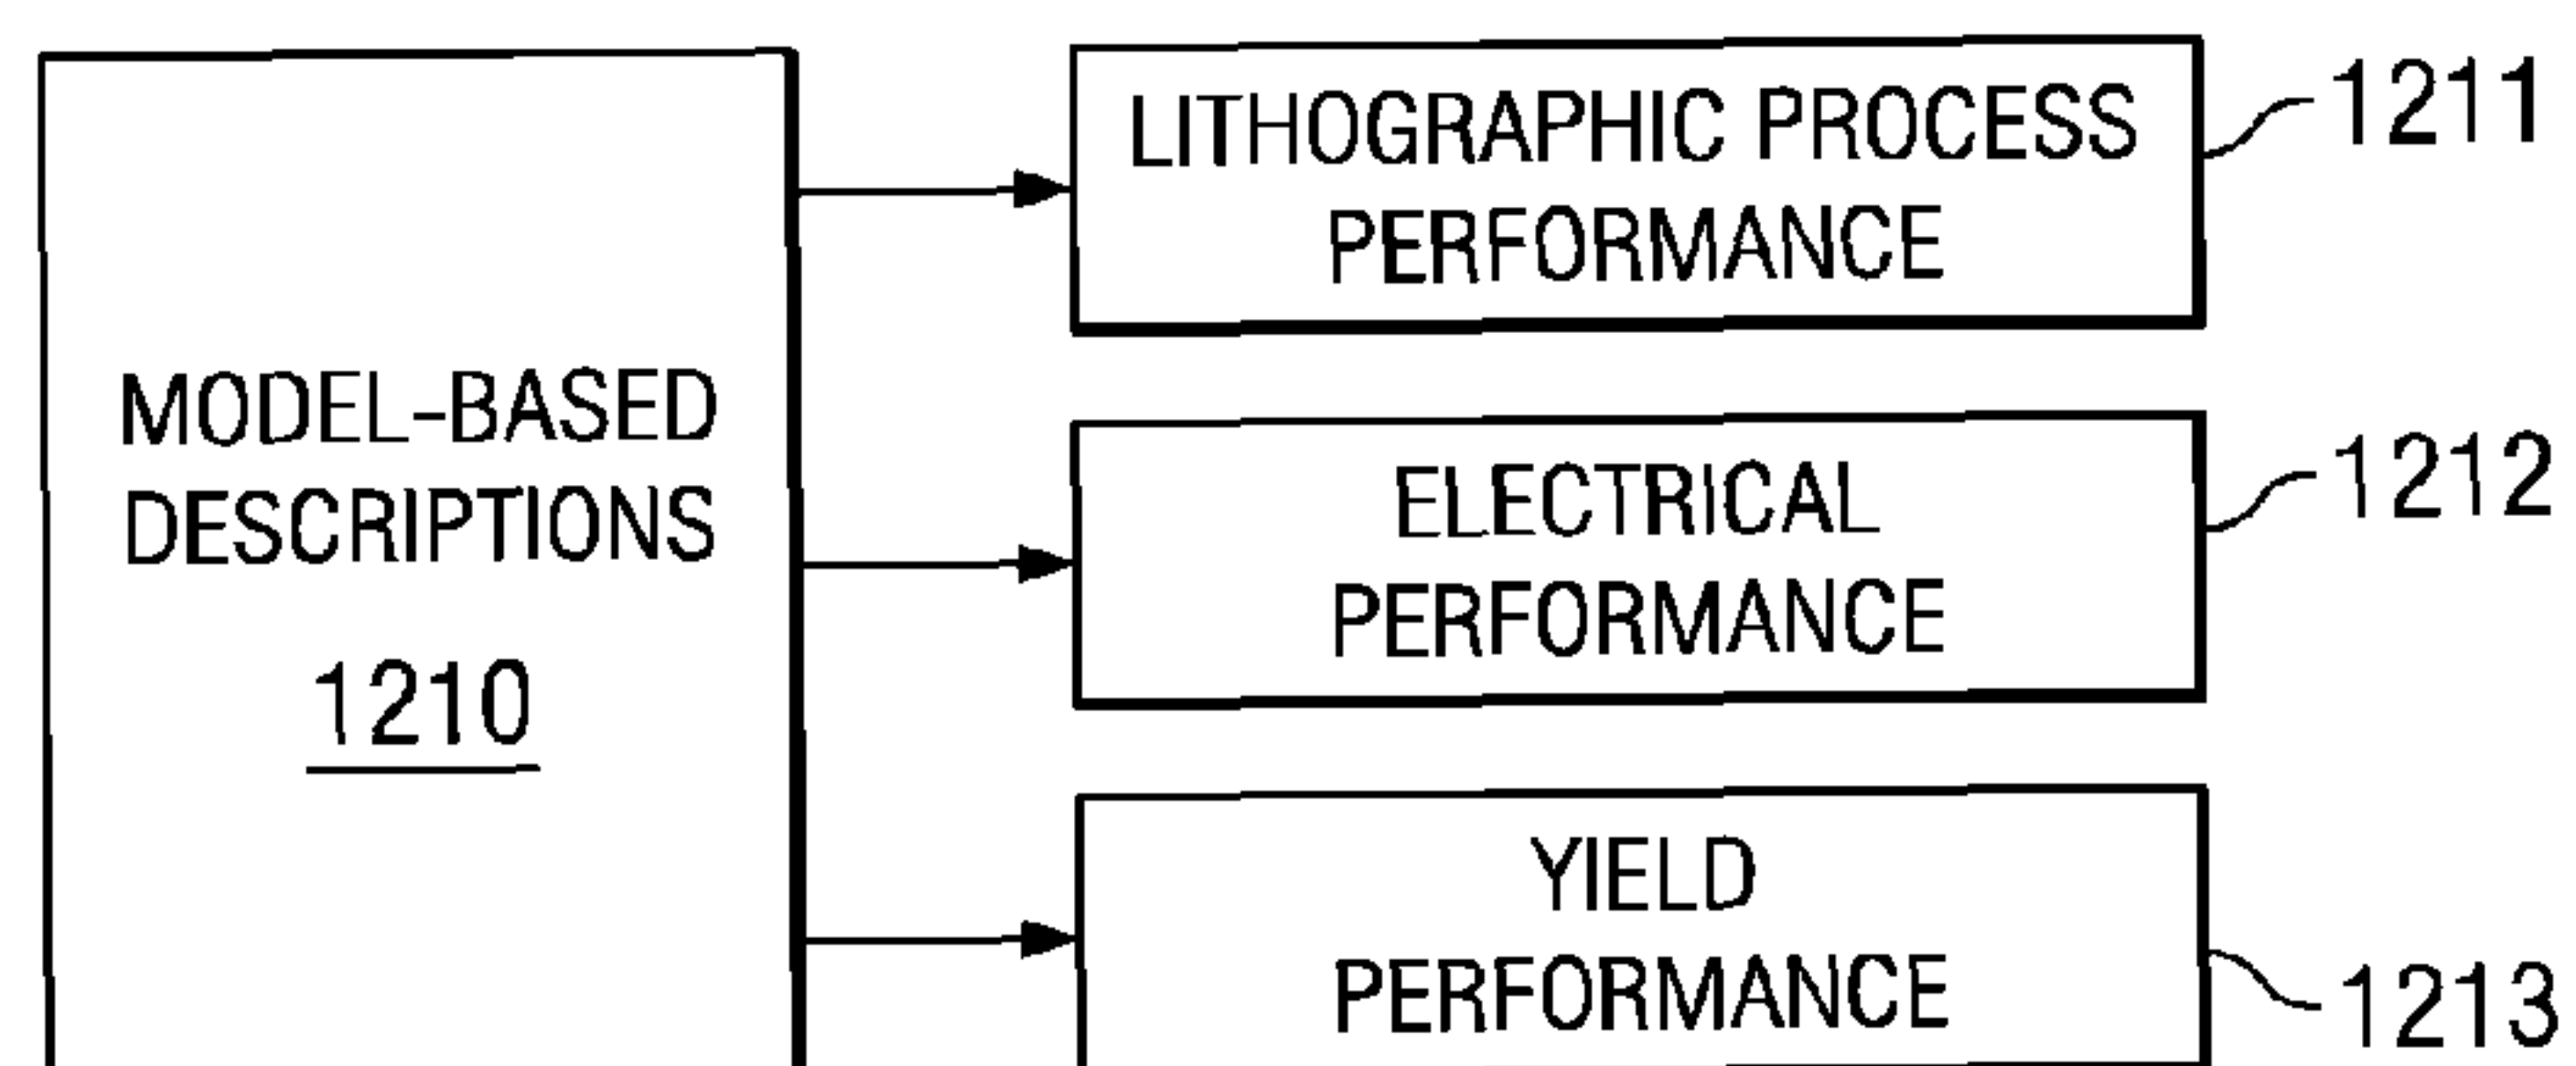 MODEL-BASED
DESCRIPTIONS
1210
LITHOGRAPHIC PROCESS
PERFORMANCE
1211
ELECTRICAL
PERFORMANCE
1212
YIELD
PERFORMANCE
1213